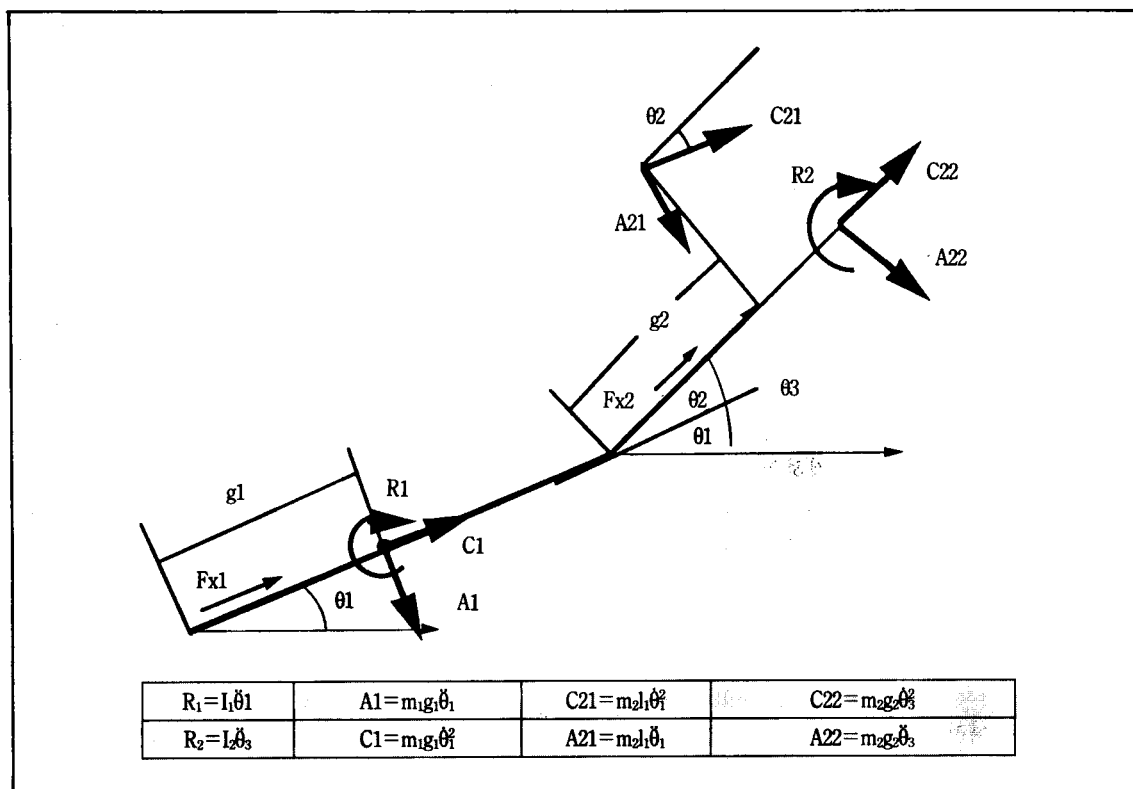 θ2
C21
R2
C22
A21
A22
g2
Fx2
θ2
θ3
θ1
g1
R1
C1
Fx1
θ1
A1
R₁=I₁θ̈1 A1=m₁g₁θ̈₁ C21=m₂l₁θ̇₁² C22=m₂g₂θ̇₃²
R₂=I₂θ̈₃ C1=m₁g₁θ̇₁² A21=m₂l₁θ̈₁ A22=m₂g₂θ̈₃